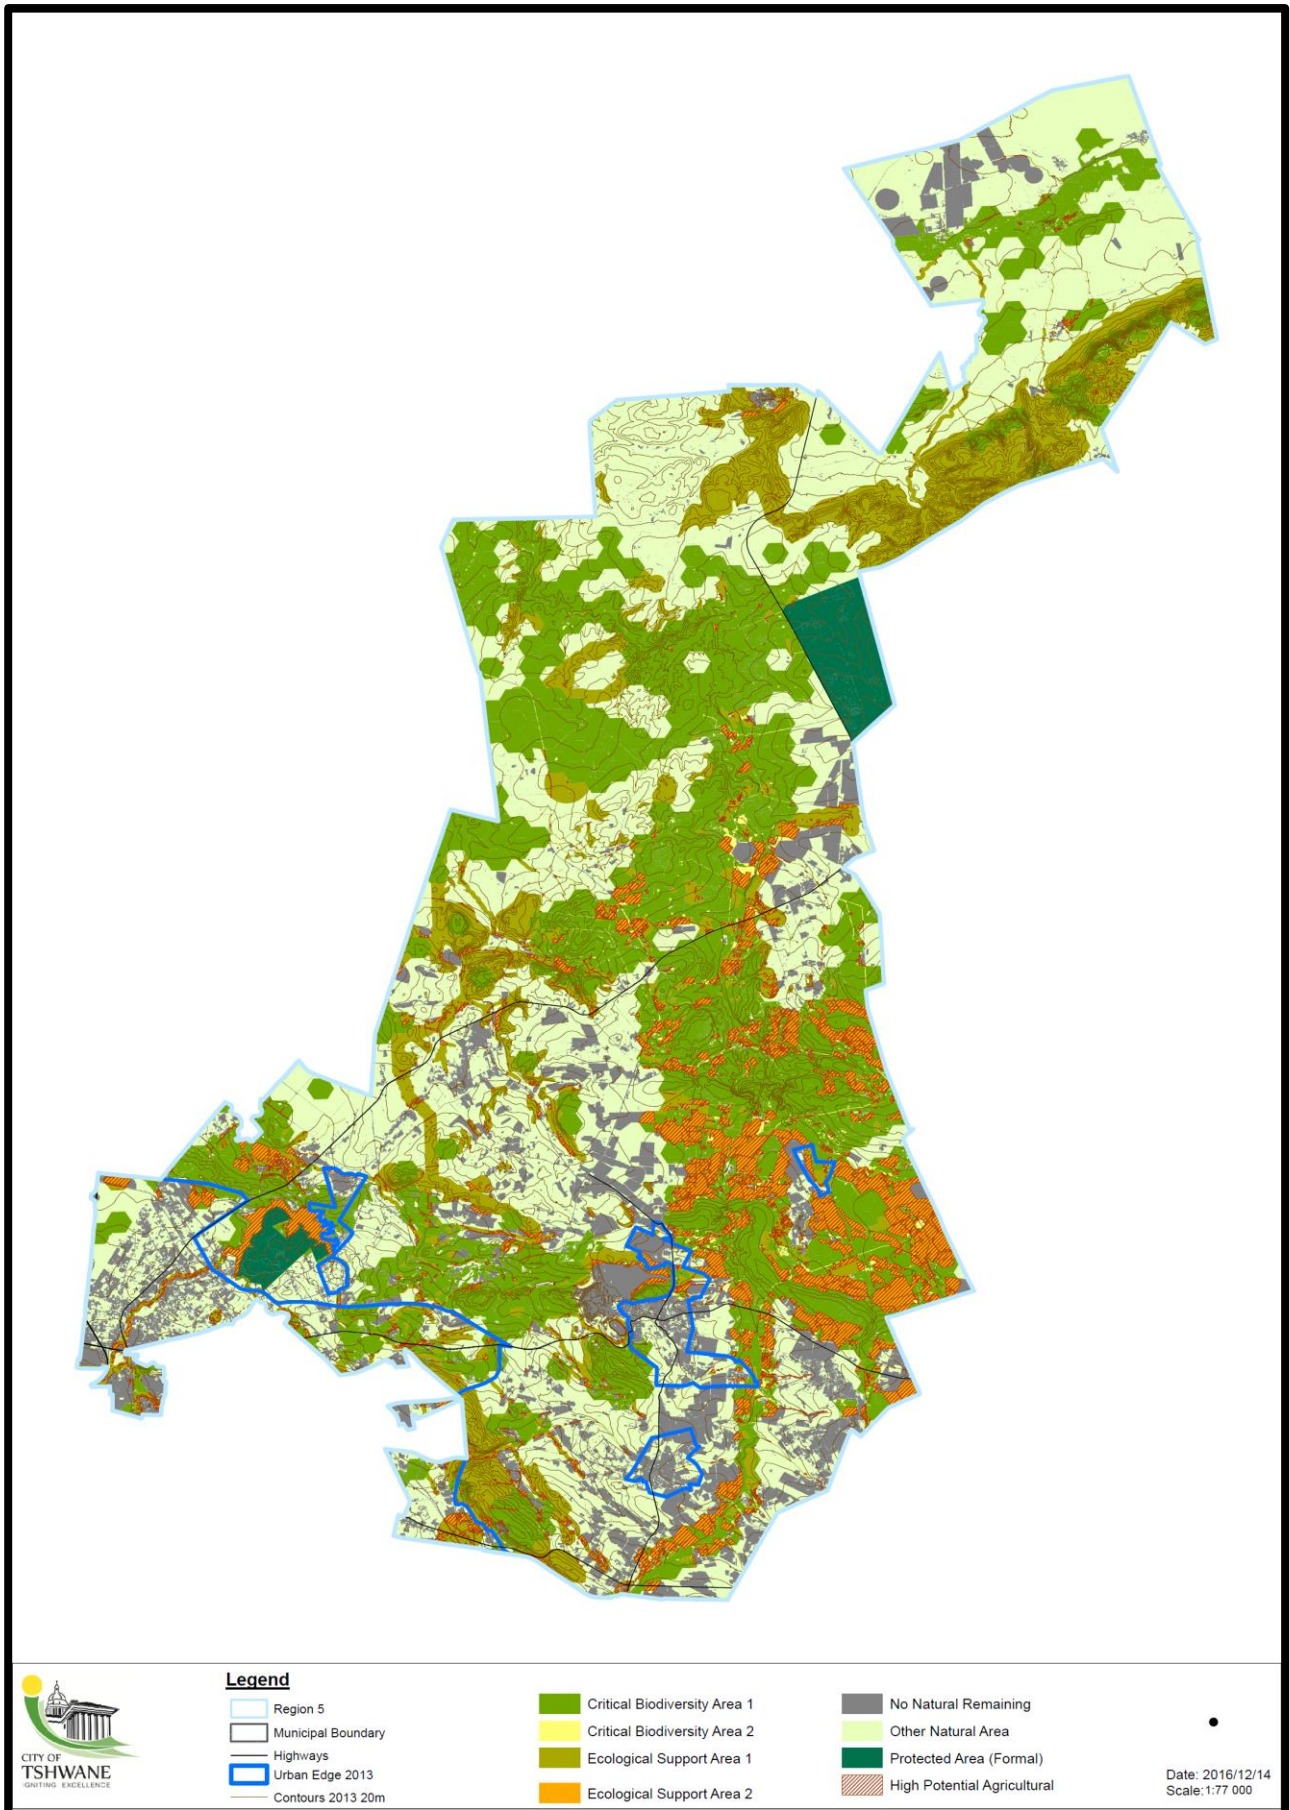 Legend
Region 5
Municipal Boundary
Highways
Urban Edge 2013
Contours 2013 20m
Critical Biodiversity Area 1
Critical Biodiversity Area 2
Ecological Support Area 1
Ecological Support Area 2
No Natural Remaining
Other Natural Area
Protected Area (Formal)
High Potential Agricultural
CITY OF
TSHWANE
IGNITING EXCELLENCE
Date: 2016/12/14
Scale:1:77 000